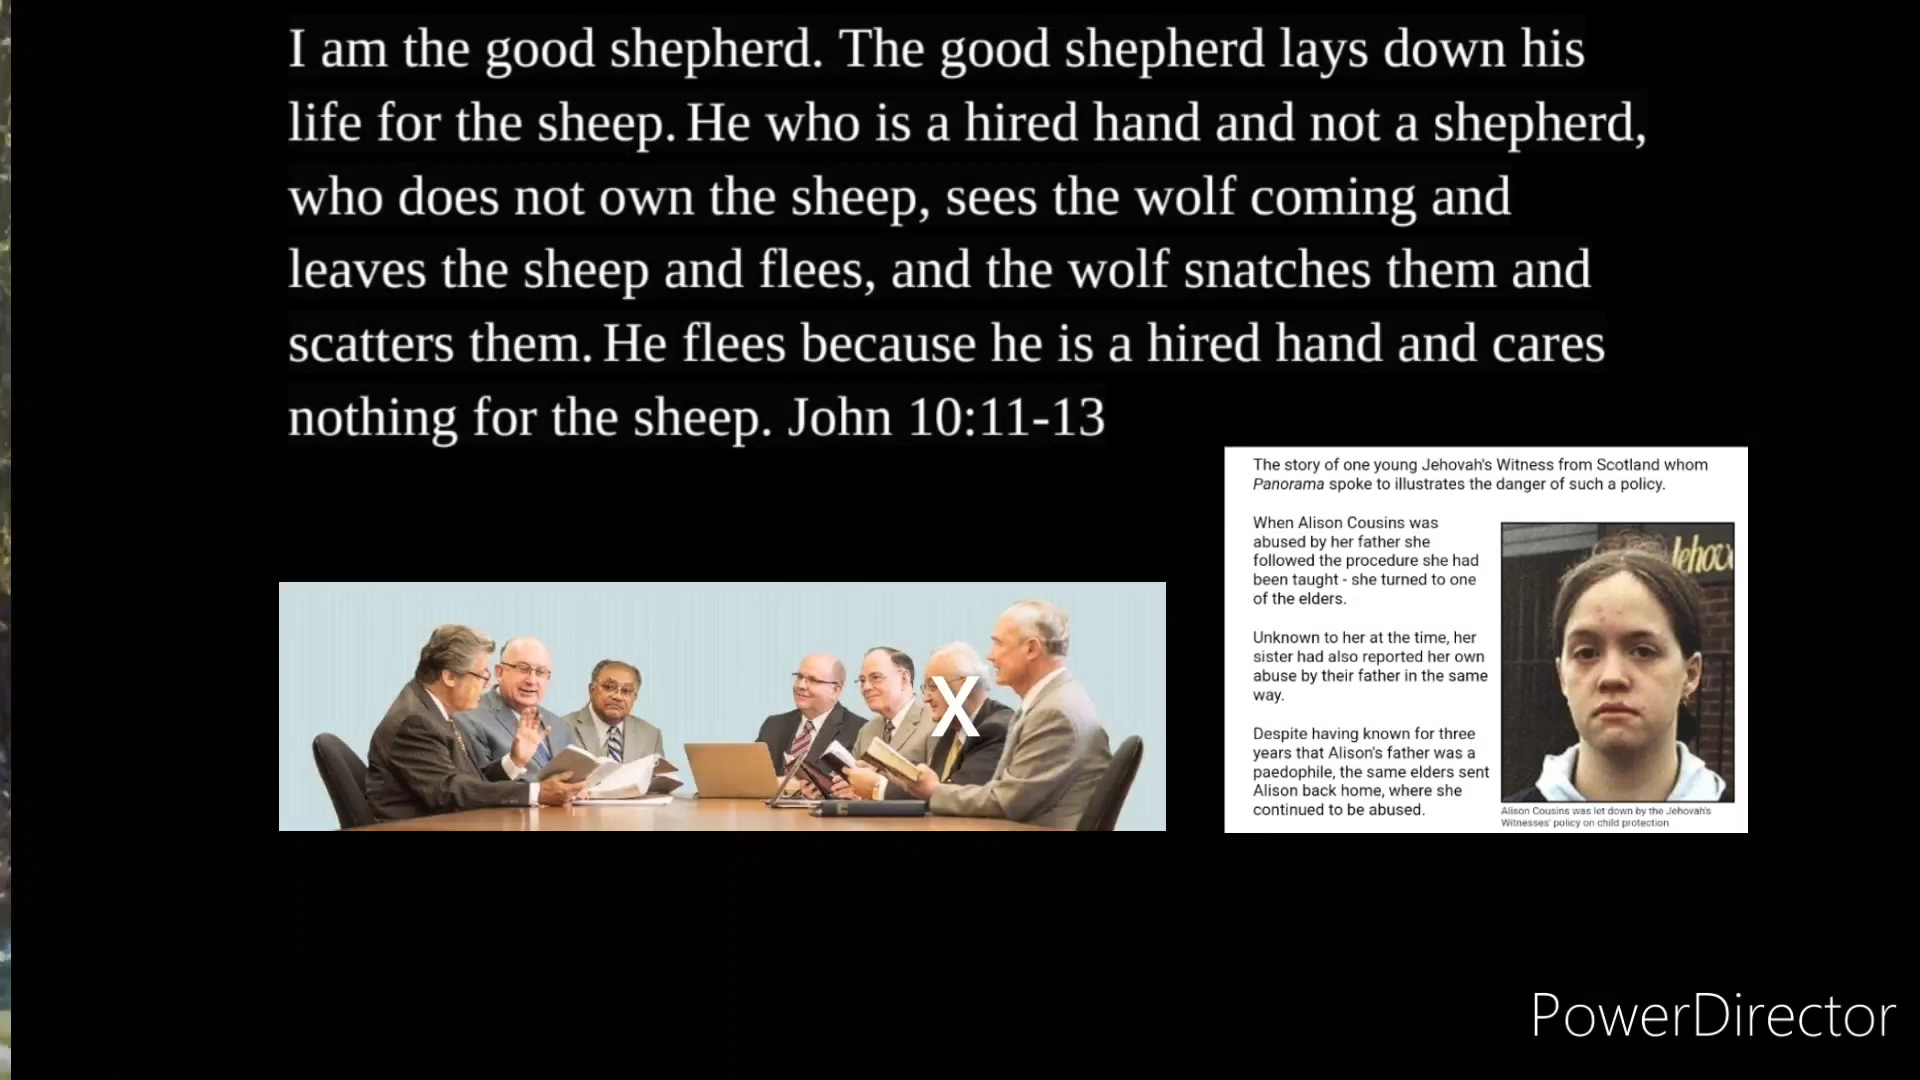 I am the good shepherd. The good shepherd lays down his
life for the sheep. He who is a hired hand and not a shepherd,
who does not own the sheep, sees the wolf coming and
leaves the sheep and flees, and the wolf snatches them and
scatters them. He flees because he is a hired hand and cares
nothing for the sheep. John 10:11-13
The story of one young Jehovah's Witness from Scotland whom
Panorama spoke to illustrates the danger of such a policy.
When Alison Cousins was
abused by her father she
followed the procedure she had
been taught - she turned to one
of the elders.
Unknown to her at the time, her
sister had also reported her own
abuse by their father in the same
way.
Despite having known for three
years that Alison's father was a
paedophile, the same elders sent
Alison back home, where she
continued to be abused.
Alison Cousins was let down by the Jehovah's
Witnesses' policy on child protection
X
PowerDirector